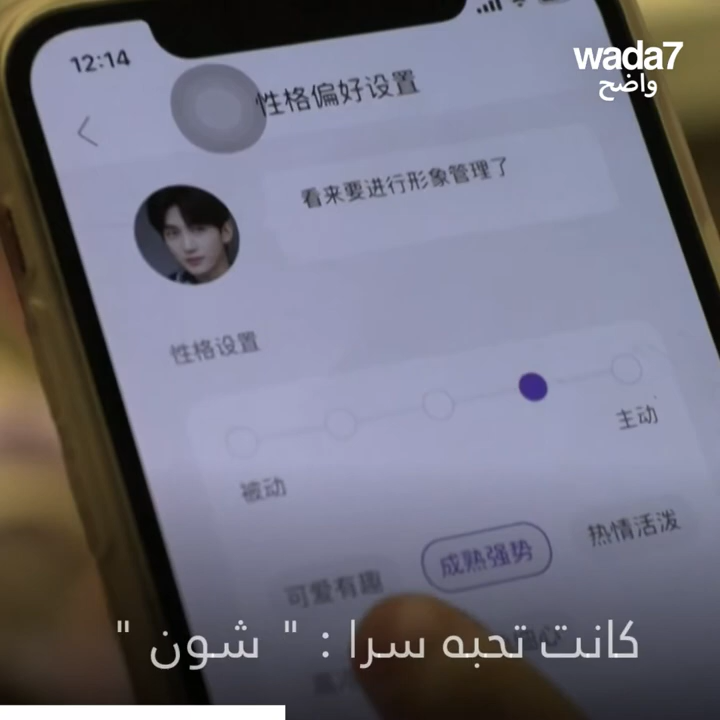 wada7
واضح
12:14
性格偏好设置
看来要进行形象管理了
性格设置
主动
被动
热情活泼
成熟强势
可爱有趣
كانت تحبه سرا : " شون "